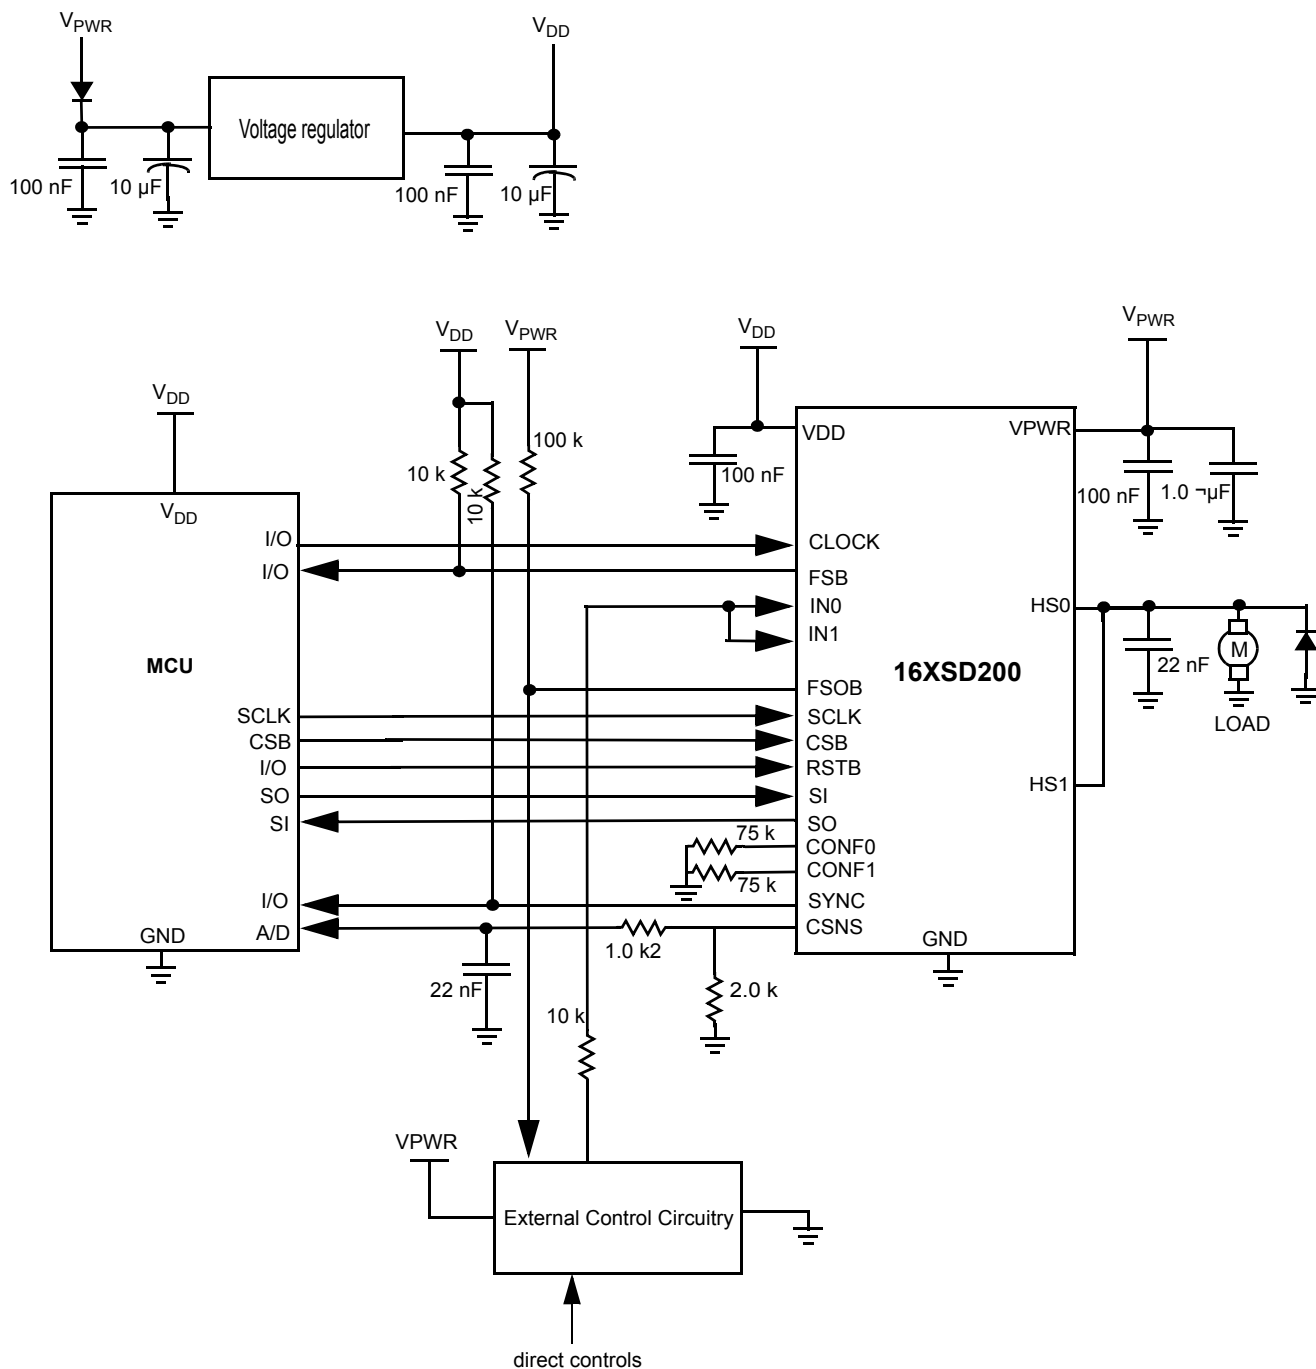 VPWR
VDD
Voltage regulator
100 nF
10 µF
100 nF
10 µF
VDD
VPWR
VDD
VPWR
VDD
100 k
10 k
10 k
VDD
VPWR
100 nF
100 nF
1.0 ¬µF
VDD
I/O
CLOCK
I/O
FSB
IN0
HS0
IN1
MCU
16XSD200
M
22 nF
FSOB
LOAD
SCLK
SCLK
CSB
CSB
I/O
RSTB
HS1
SO
SI
SI
SO
75 k
CONF0
CONF1
75 k
I/O
SYNC
A/D
CSNS
GND
GND
1.0 k2
22 nF
2.0 k
10 k
VPWR
External Control Circuitry
direct controls